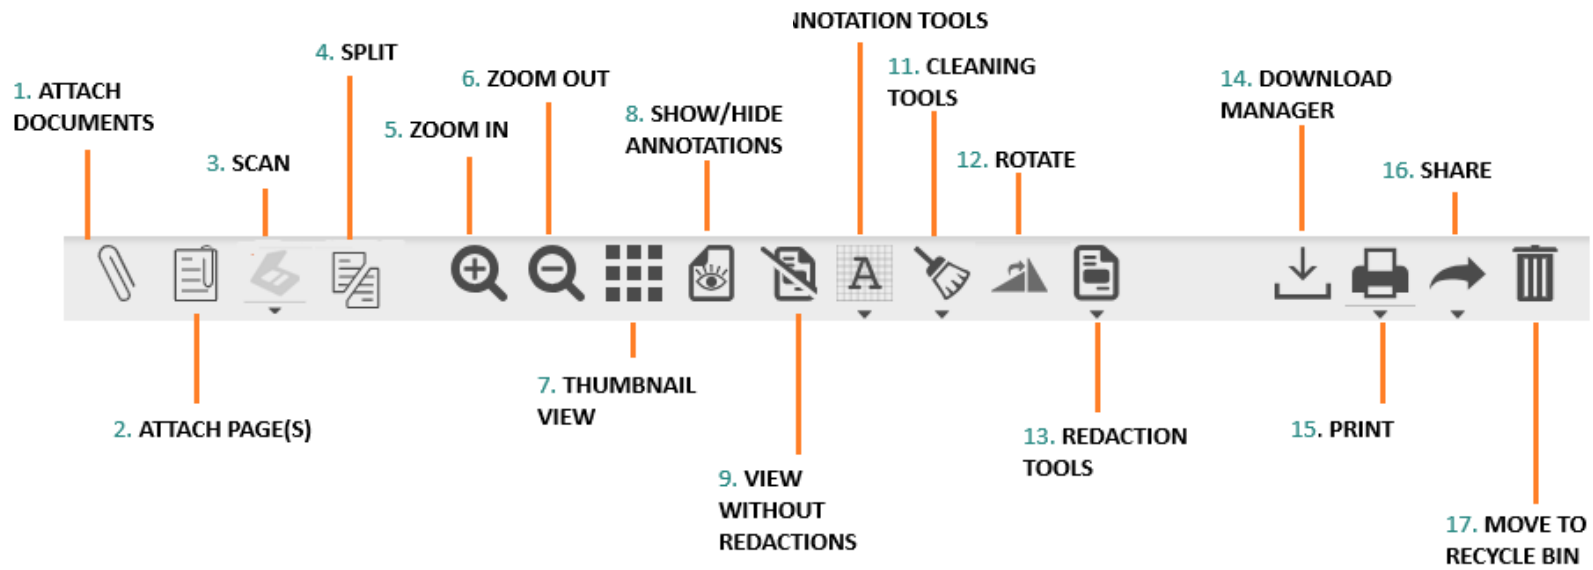 1. ATTACH
DOCUMENTS
2. ATTACH PAGE(S)
3. SCAN
4. SPLIT
5. ZOOM IN
6. ZOOM OUT
7. THUMBNAIL
VIEW
8. SHOW/HIDE
ANNOTATIONS
9. VIEW
WITHOUT
REDACTIONS
NNOTATION TOOLS
A
11. CLEANING
TOOLS
12. ROTATE
13. REDACTION
TOOLS
14. DOWNLOAD
MANAGER
15. PRINT
16. SHARE
17. MOVE TO
RECYCLE BIN